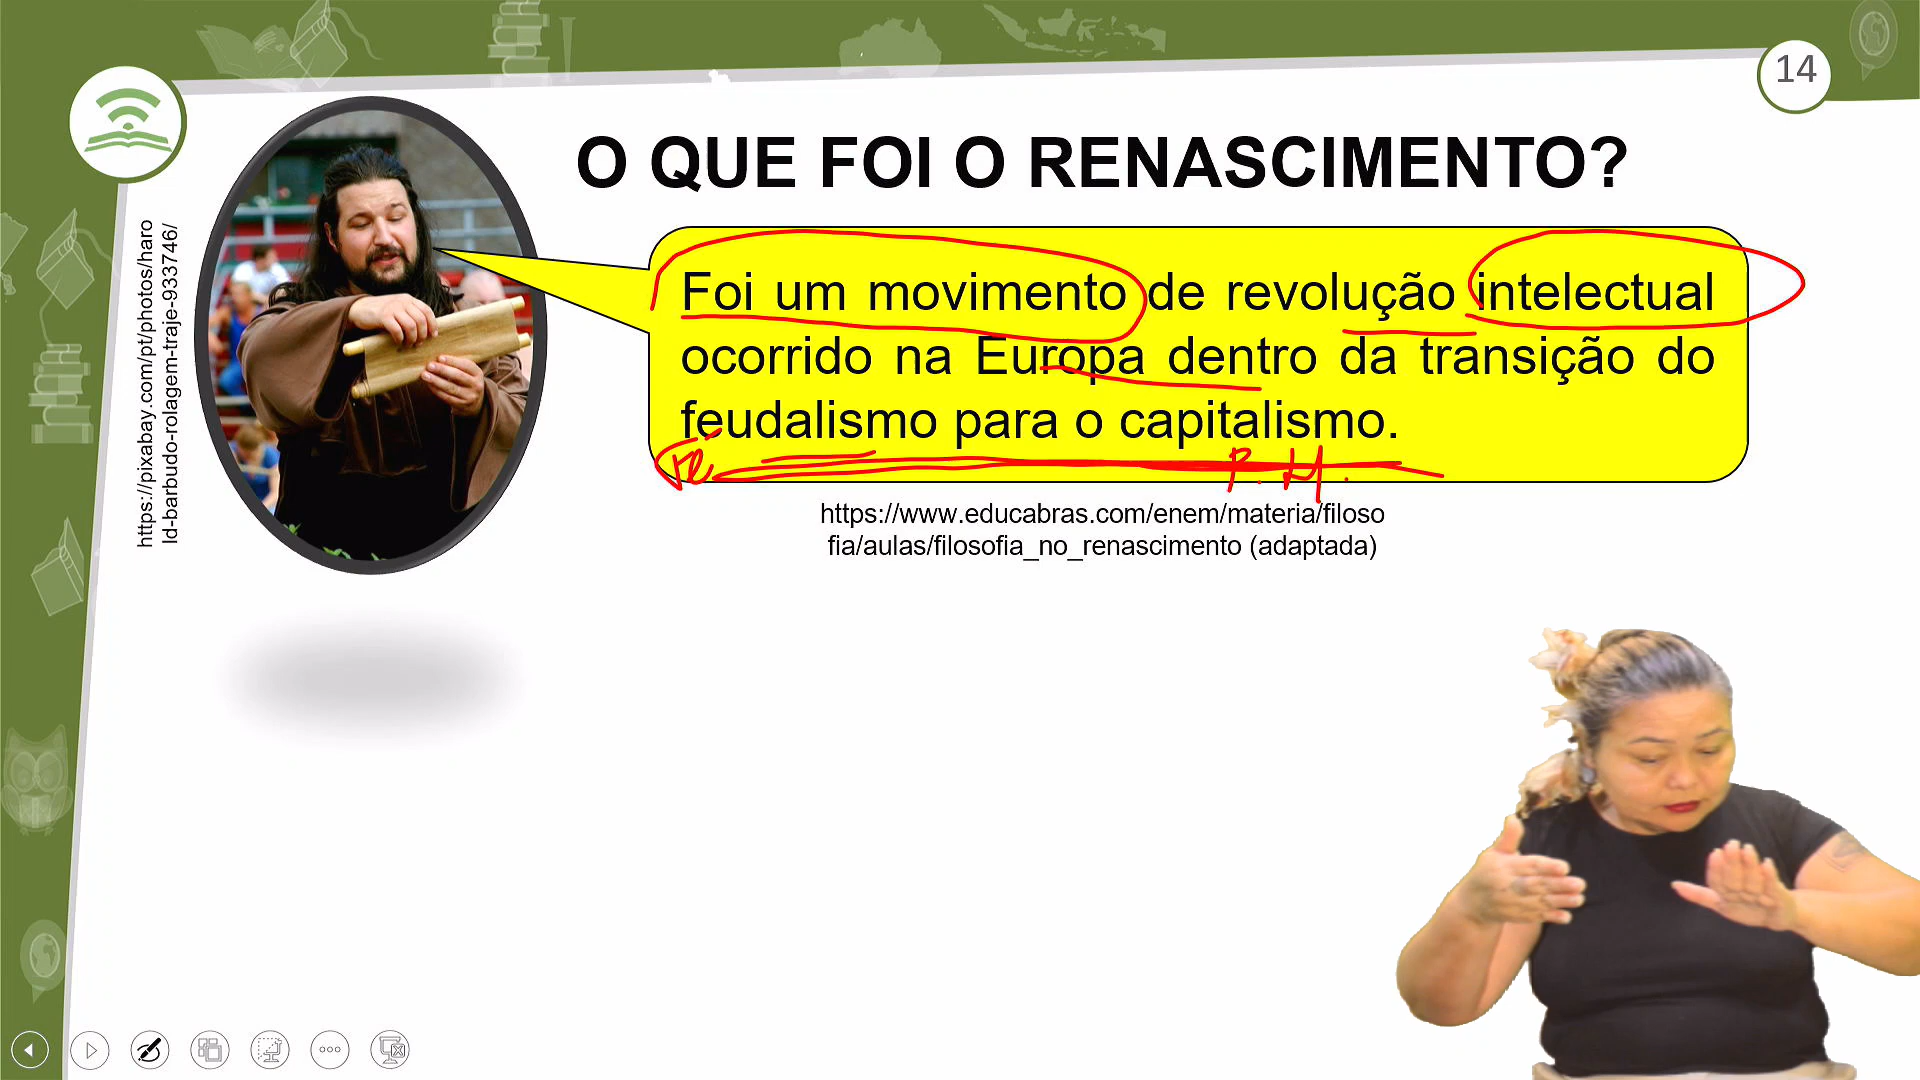 14
O QUE FOI O RENASCIMENTO?
https://pixabay.com/pt/photos/haro
ld-barbudo-rolagem-traje-933746/
Foi um movimento de revolução intelectual
ocorrido na Europa dentro da transição do
feudalismo para o capitalismo.
P. M.
https://www.educabras.com/enem/materia/filoso
fia/aulas/filosofia_no_renascimento (adaptada)